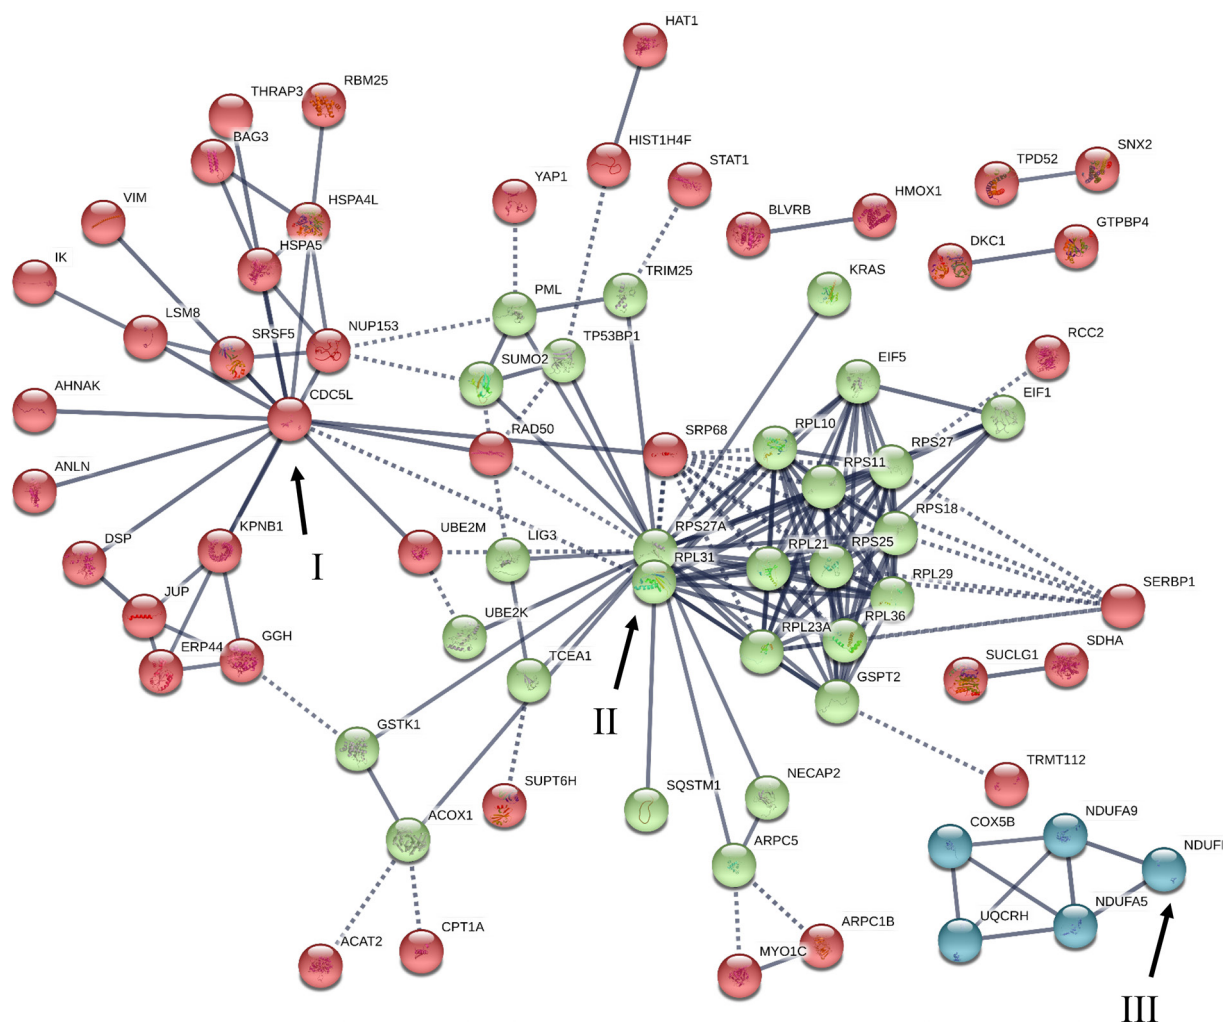 HAT1
RBM25
THRAP3
BAG3
HIST1H4F
STAT1
TPD52
SNX2
YAP1
VIM
HSPA4L
HMOX1
BLVRB
GTPBP4
DKC1
HSPA5
IK
KRAS
TRIM25
PML
LSM8
SRSF5
NUP153
TP53BP1
RCC2
SUMO2
EIF5
AHNAK
CDC5L
EIF1
RAD50
SRP68
RPL10
RPS27
RPS11
ANLN
I
KPNB1
DSP
UBE2M
LIG3
RPS27A
RPL31
RPL21
RPS25
RPS18
RPL29
SERBP1
JUP
GGH
ERP44
UBE2K
TCEA1
RPL23A
RPL36
SDHA
SUCLG1
GSPT2
II
GSTK1
SUPT6H
SQSTM1
NECAP2
TRMT112
ACOX1
ARPC5
COX5B
NDUFA9
UQCRH
NDUFA5
ACAT2
CPT1A
MYO1C
ARPC1B
III